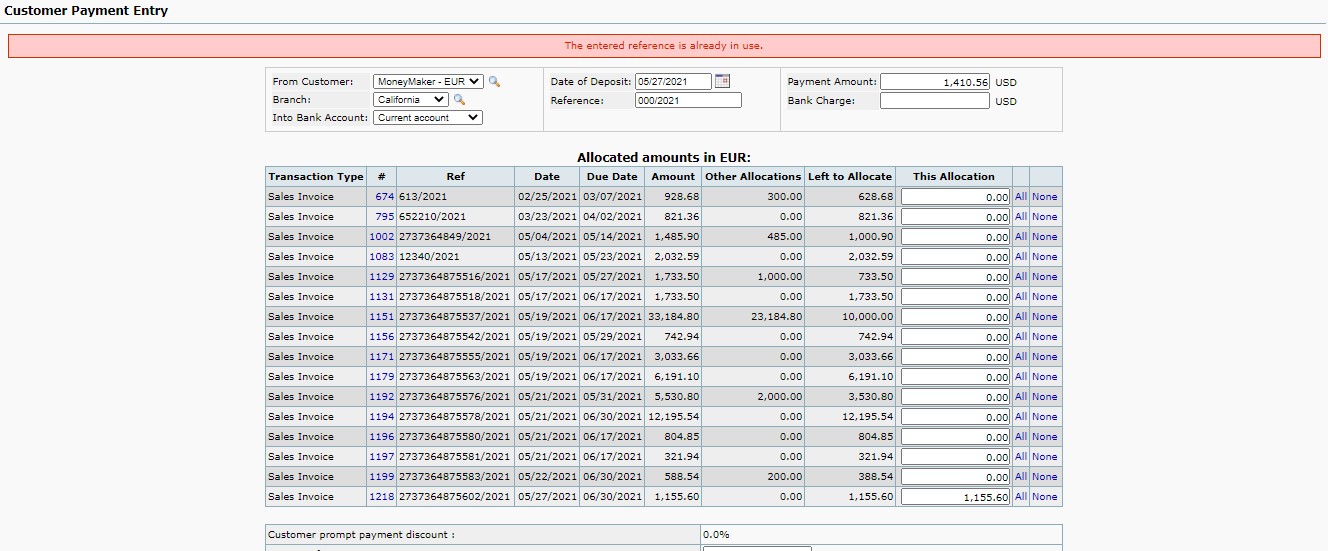 Customer Payment Entry
The entered reference is already in use.
From Customer: MoneyMaker - EUR Date of Deposit: 05/27/2021 Payment Amount: 1,410.56 USD
Branch: California Reference: 000/2021 Bank Charge: USD
Into Bank Account: Current account
Allocated amounts in EUR:
Transaction Type # Ref Date Due Date Amount Other Allocations Left to Allocate This Allocation
Sales Invoice 674 613/2021 02/25/2021 03/07/2021 928.68 300.00 628.68 0.00 All None
Sales Invoice 795 652210/2021 03/23/2021 04/02/2021 821.36 0.00 821.36 0.00 All None
Sales Invoice 1002 2737364849/2021 05/04/2021 05/14/2021 1,485.90 485.00 1,000.90 0.00 All None
Sales Invoice 1083 12340/2021 05/13/2021 05/23/2021 2,032.59 0.00 2,032.59 0.00 All None
Sales Invoice 1129 2737364875516/2021 05/17/2021 05/27/2021 1,733.50 1,000.00 733.50 0.00 All None
Sales Invoice 1131 2737364875518/2021 05/17/2021 06/17/2021 1,733.50 0.00 1,733.50 0.00 All None
Sales Invoice 1151 2737364875537/2021 05/19/2021 06/17/2021 33,184.80 23,184.80 10,000.00 0.00 All None
Sales Invoice 1156 2737364875542/2021 05/19/2021 05/29/2021 742.94 0.00 742.94 0.00 All None
Sales Invoice 1171 2737364875555/2021 05/19/2021 06/17/2021 3,033.66 0.00 3,033.66 0.00 All None
Sales Invoice 1179 2737364875563/2021 05/19/2021 06/17/2021 6,191.10 0.00 6,191.10 0.00 All None
Sales Invoice 1192 2737364875576/2021 05/21/2021 05/31/2021 5,530.80 2,000.00 3,530.80 0.00 All None
Sales Invoice 1194 2737364875578/2021 05/21/2021 06/30/2021 12,195.54 0.00 12,195.54 0.00 All None
Sales Invoice 1196 2737364875580/2021 05/21/2021 06/17/2021 804.85 0.00 804.85 0.00 All None
Sales Invoice 1197 2737364875581/2021 05/21/2021 06/17/2021 321.94 0.00 321.94 0.00 All None
Sales Invoice 1199 2737364875583/2021 05/22/2021 06/30/2021 588.54 200.00 388.54 0.00 All None
Sales Invoice 1218 2737364875602/2021 05/27/2021 06/30/2021 1,155.60 0.00 1,155.60 1,155.60 All None
Customer prompt payment discount : 0.0%